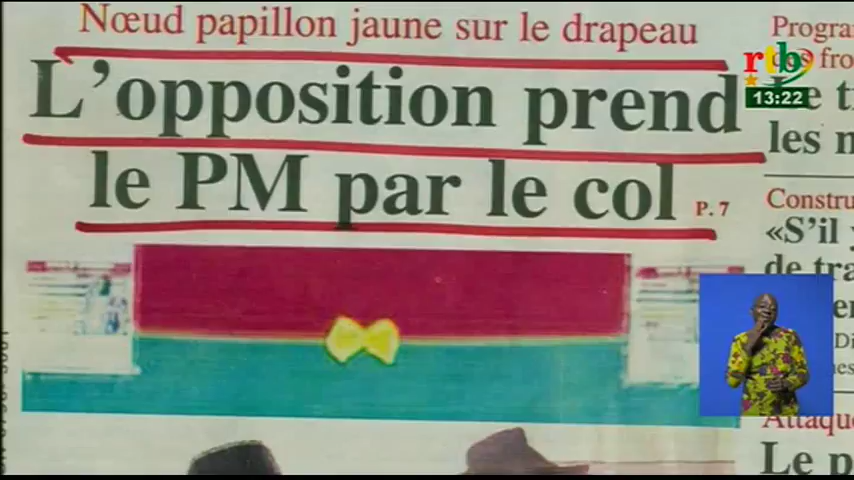 Nœud papillon jaune sur le drapeau
L'opposition prend
le PM par le col P. 7
rtb
13:22
les
Constru
«S'il
de tra
Attaqu
Le p